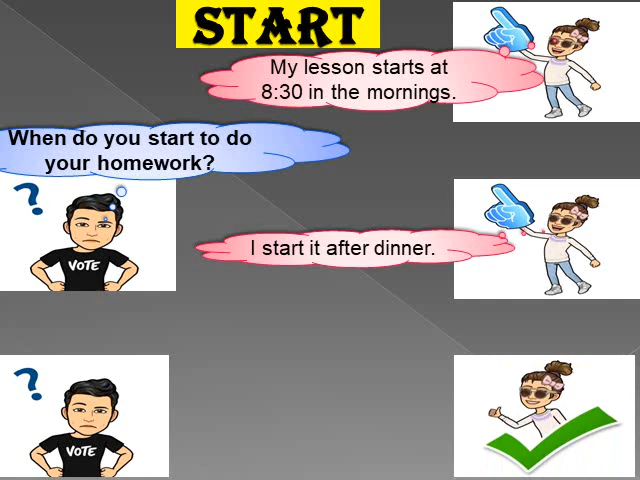 START
My lesson starts at
8:30 in the mornings.
When do you start to do
your homework?
?
VOTE
I start it after dinner.
?
VOTE